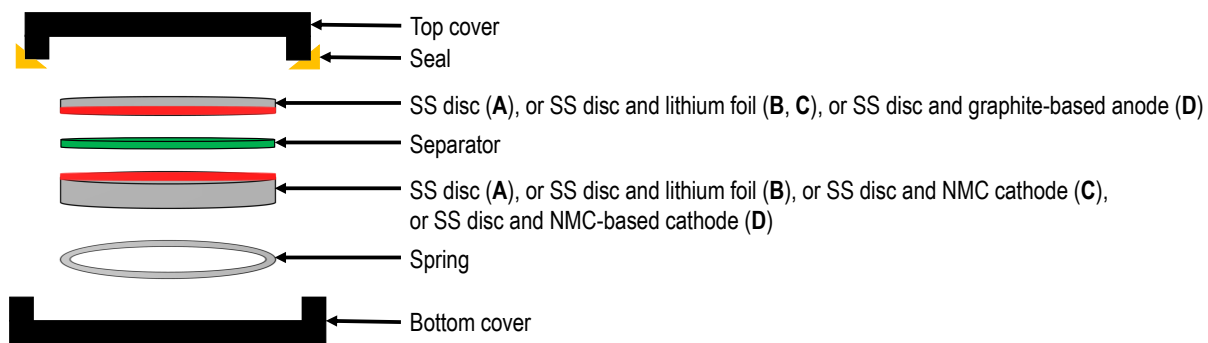 Top cover
Seal
SS disc (A), or SS disc and lithium foil (B, C), or SS disc and graphite-based anode (D)
Separator
SS disc (A), or SS disc and lithium foil (B), or SS disc and NMC cathode (C),
or SS disc and NMC-based cathode (D)
Spring
Bottom cover